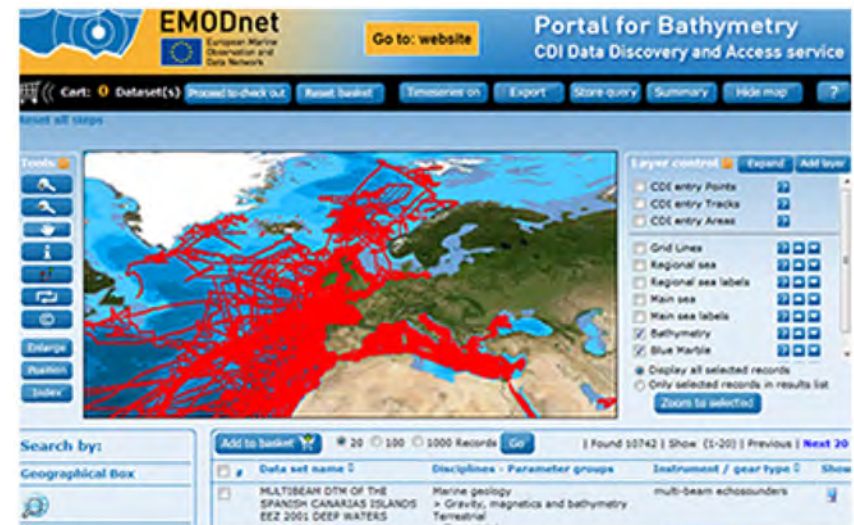 EMODnet
European Marine
Observation and
Data Network
Go to: website
Portal for Bathymetry
CDI Data Discovery and Access service
Cart: 0 Dataset(s) Proceed to check out Reset basket Timeseries on Export Store query Summary Hide map ?
Reset all steps
Tools
Layer control Expand Add layer
CDI entry Points
CDI entry Tracks
CDI entry Areas
Grid Lines
Regional sea
Regional sea labels
Main sea
Main sea labels
Bathymetry
Blue Marble
Display all selected records
Only selected records in results list
Zoom to selected
Enlarge
Position
Index
Search by:
Geographical Box
Add to basket 20 100 1000 Records Go | Found 10742 | Show (1-20) | Previous | Next 20
# Data set name Disciplines - Parameter groups Instrument / gear type Show
MULTIBEAM DTM OF THE
SPANISH CANARIAS ISLANDS
EEZ 2001 DEEP WATERS
Marine geology
> Gravity, magnetics and bathymetry
Terrestrial
multi-beam echosounders